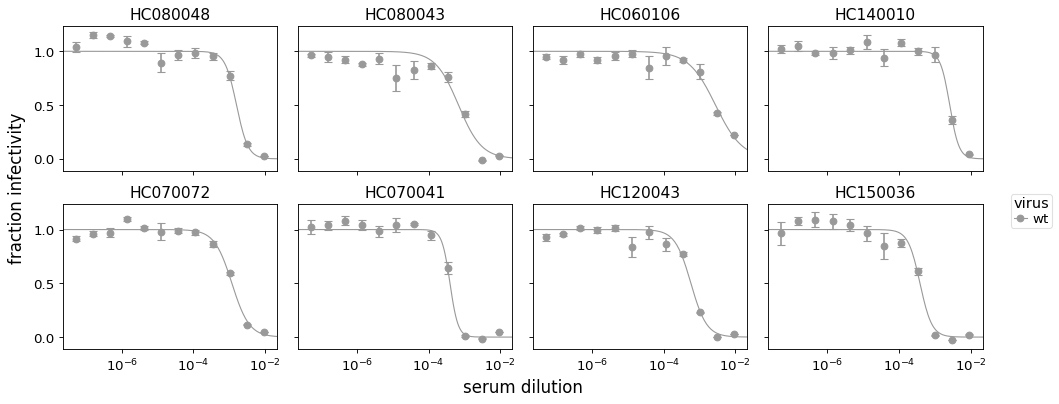 HC080048 HC080043 HC060106 HC140010
1.0
0.5
0.0
HC070072 HC070041 HC120043 HC150036
1.0
0.5
0.0
10⁻⁶ 10⁻⁴ 10⁻² 10⁻⁶ 10⁻⁴ 10⁻² 10⁻⁶ 10⁻⁴ 10⁻² 10⁻⁶ 10⁻⁴ 10⁻²
serum dilution
fraction infectivity
virus
wt